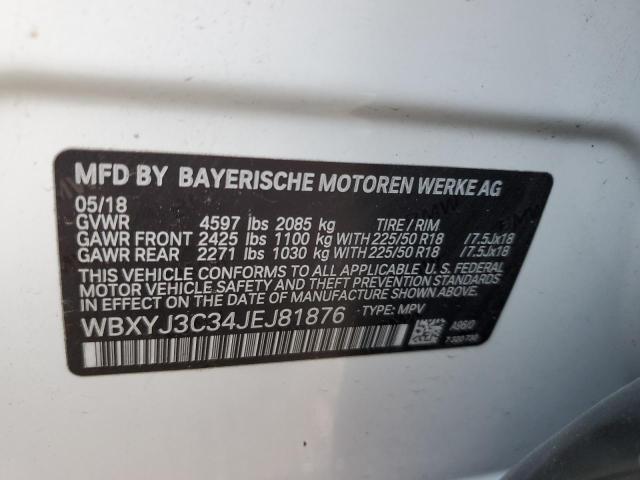 MFD BY BAYERISCHE MOTOREN WERKE AG
05/18
GVWR 4597 lbs 2085 kg TIRE / RIM
GAWR FRONT 2425 lbs 1100 kg WITH 225/50 R18 /7.5Jx18
GAWR REAR 2271 lbs 1030 kg WITH 225/50 R18 /7.5Jx18
THIS VEHICLE CONFORMS TO ALL APPLICABLE U.S. FEDERAL
MOTOR VEHICLE SAFETY, BUMPER AND THEFT PREVENTION
STANDARDS IN EFFECT ON THE DATE OF MANUFACTURE SHOWN ABOVE.
WBXYJ3C34JEJ81876 TYPE: MPV